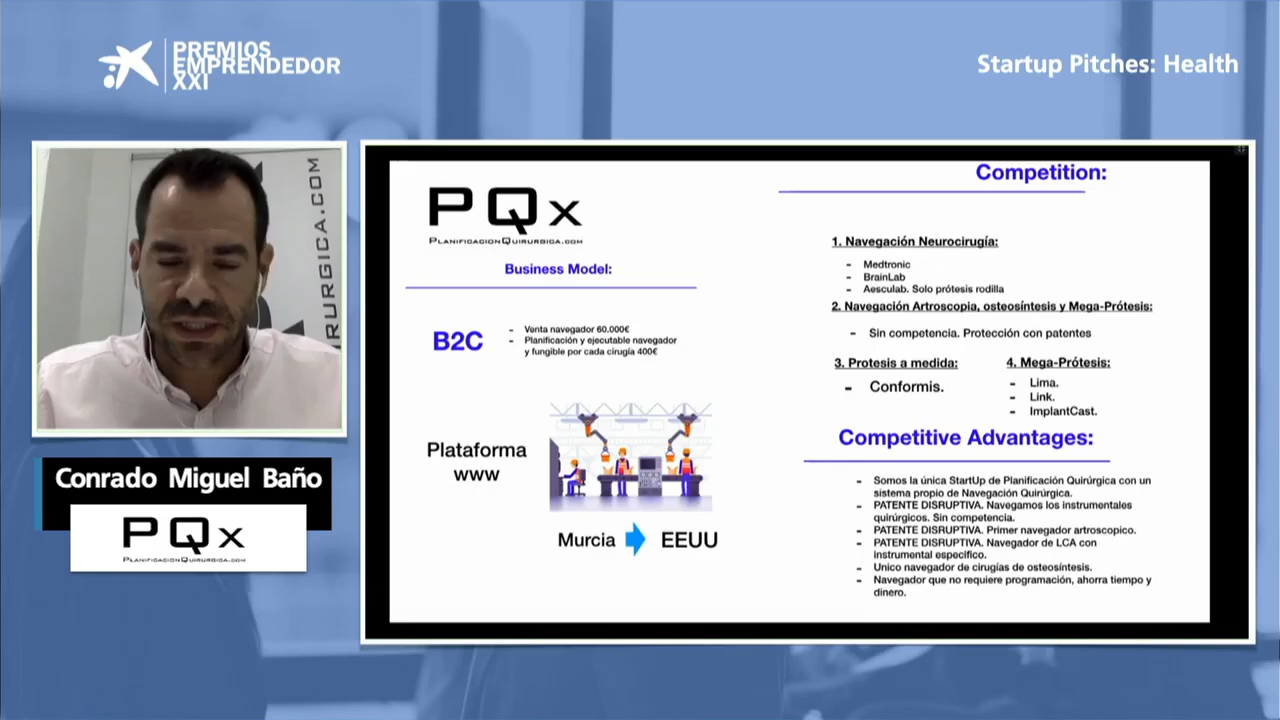 PREMIOS
EMPRENDEDOR
XXI
Startup Pitches: Health
RURGICA.COM
Conrado Miguel Baño
PQx
PLANIFICACIONQUIRURGICA.COM
PQx
PLANIFICACIONQUIRURGICA.COM
Business Model:
B2C
- Venta navegador 60.000€
- Planificación y ejecutable navegador
y fungible por cada cirugía 400€
Plataforma
www
Murcia
EEUU
Competition:
1. Navegación Neurocirugía:
- Medtronic
- BrainLab
- Aesculab. Solo prótesis rodilla
2. Navegación Artroscopia, osteosíntesis y Mega-Prótesis:
- Sin competencia. Protección con patentes
3. Protesis a medida:
- Conformis.
4. Mega-Prótesis:
- Lima.
- Link.
- ImplantCast.
Competitive Advantages:
- Somos la única StartUp de Planificación Quirúrgica con un
sistema propio de Navegación Quirúrgica.
- PATENTE DISRUPTIVA. Navegamos los instrumentales
quirúrgicos. Sin competencia.
- PATENTE DISRUPTIVA. Primer navegador artroscopico.
- PATENTE DISRUPTIVA. Navegador de LCA con
instrumental especifico.
- Unico navegador de cirugías de osteosíntesis.
- Navegador que no requiere programación, ahorra tiempo y
dinero.